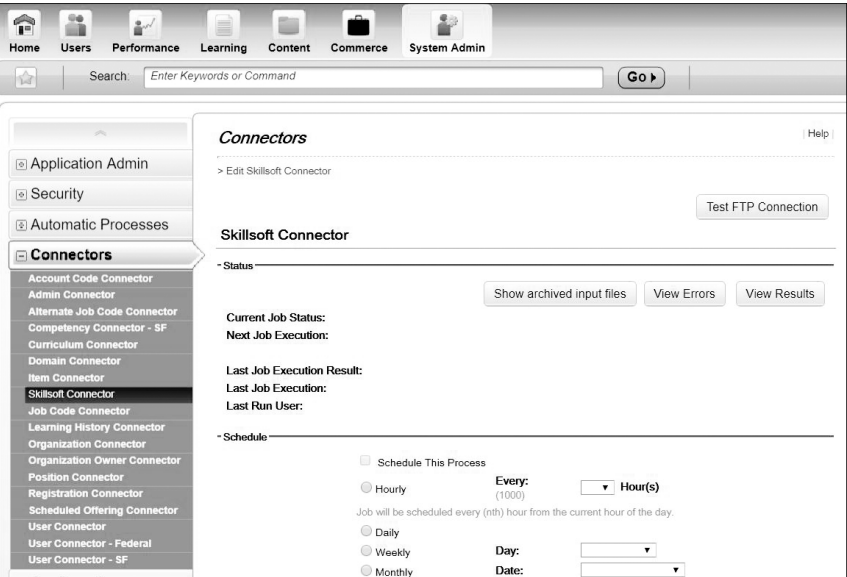 Home Users Performance Learning Content Commerce System Admin
Search: Enter Keywords or Command Go
Application Admin
Security
Automatic Processes
Connectors
Account Code Connector
Admin Connector
Alternate Job Code Connector
Competency Connector - SF
Curriculum Connector
Domain Connector
Item Connector
Skillsoft Connector
Job Code Connector
Learning History Connector
Organization Connector
Organization Owner Connector
Position Connector
Registration Connector
Scheduled Offering Connector
User Connector
User Connector - Federal
User Connector - SF
Connectors
| Help |
> Edit Skillsoft Connector
Test FTP Connection
Skillsoft Connector
Status
Show archived input files View Errors View Results
Current Job Status:
Next Job Execution:
Last Job Execution Result:
Last Job Execution:
Last Run User:
Schedule
Schedule This Process
Hourly Every: Hour(s)
(1000)
Job will be scheduled every (nth) hour from the current hour of the day.
Daily
Weekly Day:
Monthly Date: